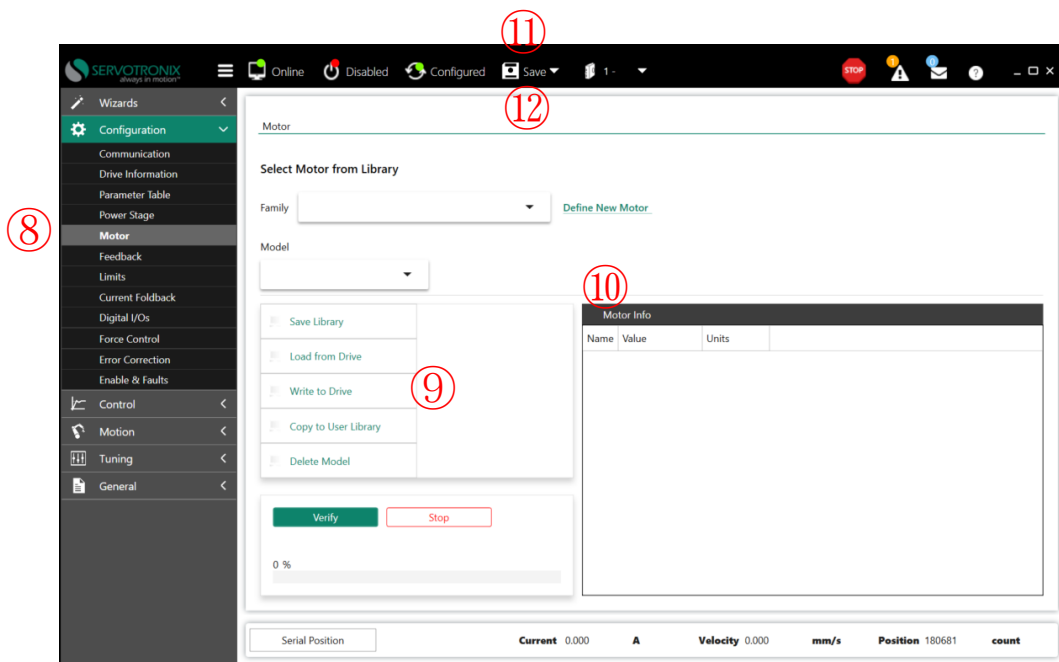 ⑪
SERVOTRONIX
always in motion™
Online
Disabled
Configured
Save
1 -
STOP
1
0
?
Wizards
⑫
Configuration
Motor
Communication
Drive Information
Select Motor from Library
Parameter Table
Power Stage
Family
Define New Motor
⑧
Motor
Model
Feedback
Limits
Current Foldback
⑩
Digital I/Os
Save Library
Motor Info
Force Control
Name Value Units
Error Correction
Load from Drive
Enable & Faults
Write to Drive
⑨
Control
Copy to User Library
Motion
Tuning
Delete Model
General
Verify
Stop
0 %
Serial Position
Current 0.000 A
Velocity 0.000 mm/s
Position 180681 count